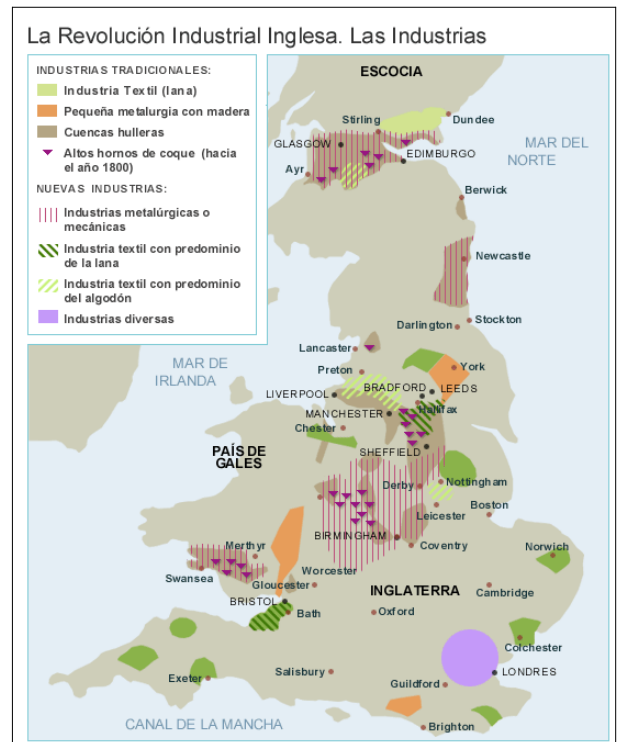 La Revolución Industrial Inglesa. Las Industrias
INDUSTRIAS TRADICIONALES:
Industría Textil (lana)
Pequeña metalurgia con madera
Cuencas hulleras
Altos hornos de coque (hacia
el año 1800)
NUEVAS INDUSTRIAS:
Industrias metalúrgicas o
mecánicas
Industria textil con predominio
de la lana
Industria textil con predominio
del algodón
Industrias diversas
ESCOCIA
Stirling
Dundee
GLASGOW
EDIMBURGO
MAR DEL
NORTE
Ayr
Berwick
Newcastle
Stockton
Darlington
Lancaster
MAR DE
IRLANDA
Preton
York
BRADFORD
LEEDS
LIVERPOOL
Halifax
MANCHESTER
Chester
PAÍS DE
GALES
SHEFFIELD
Derby
Nottingham
Leicester
Boston
BIRMINGHAM
Coventry
Norwich
Merthyr
Worcester
Swansea
Gloucester
INGLATERRA
Cambridge
BRISTOL
Bath
Oxford
Colchester
Exeter
Salisbury
LONDRES
Guildford
CANAL DE LA MANCHA
Brighton